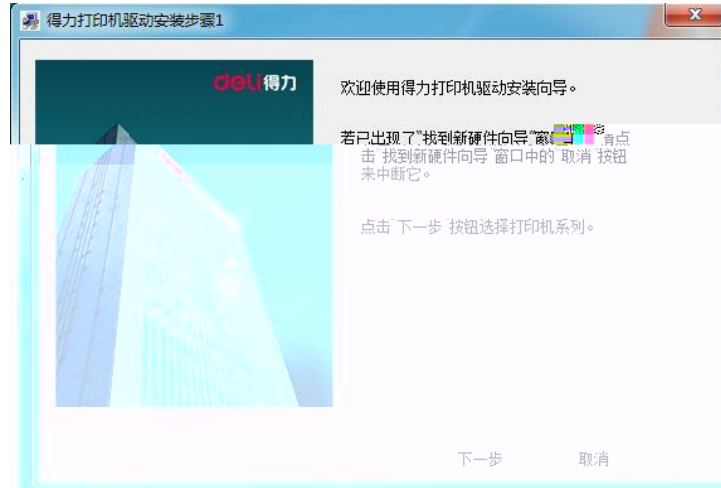 得力打印机驱动安装步骤1
deli得力
欢迎使用得力打印机驱动安装向导。
若已出现了"找到新硬件向导"窗 请点
击"找到新硬件向导"窗口中的"取消"按钮
来中断它。
点击"下一步"按钮选择打印机系列。
下一步
取消